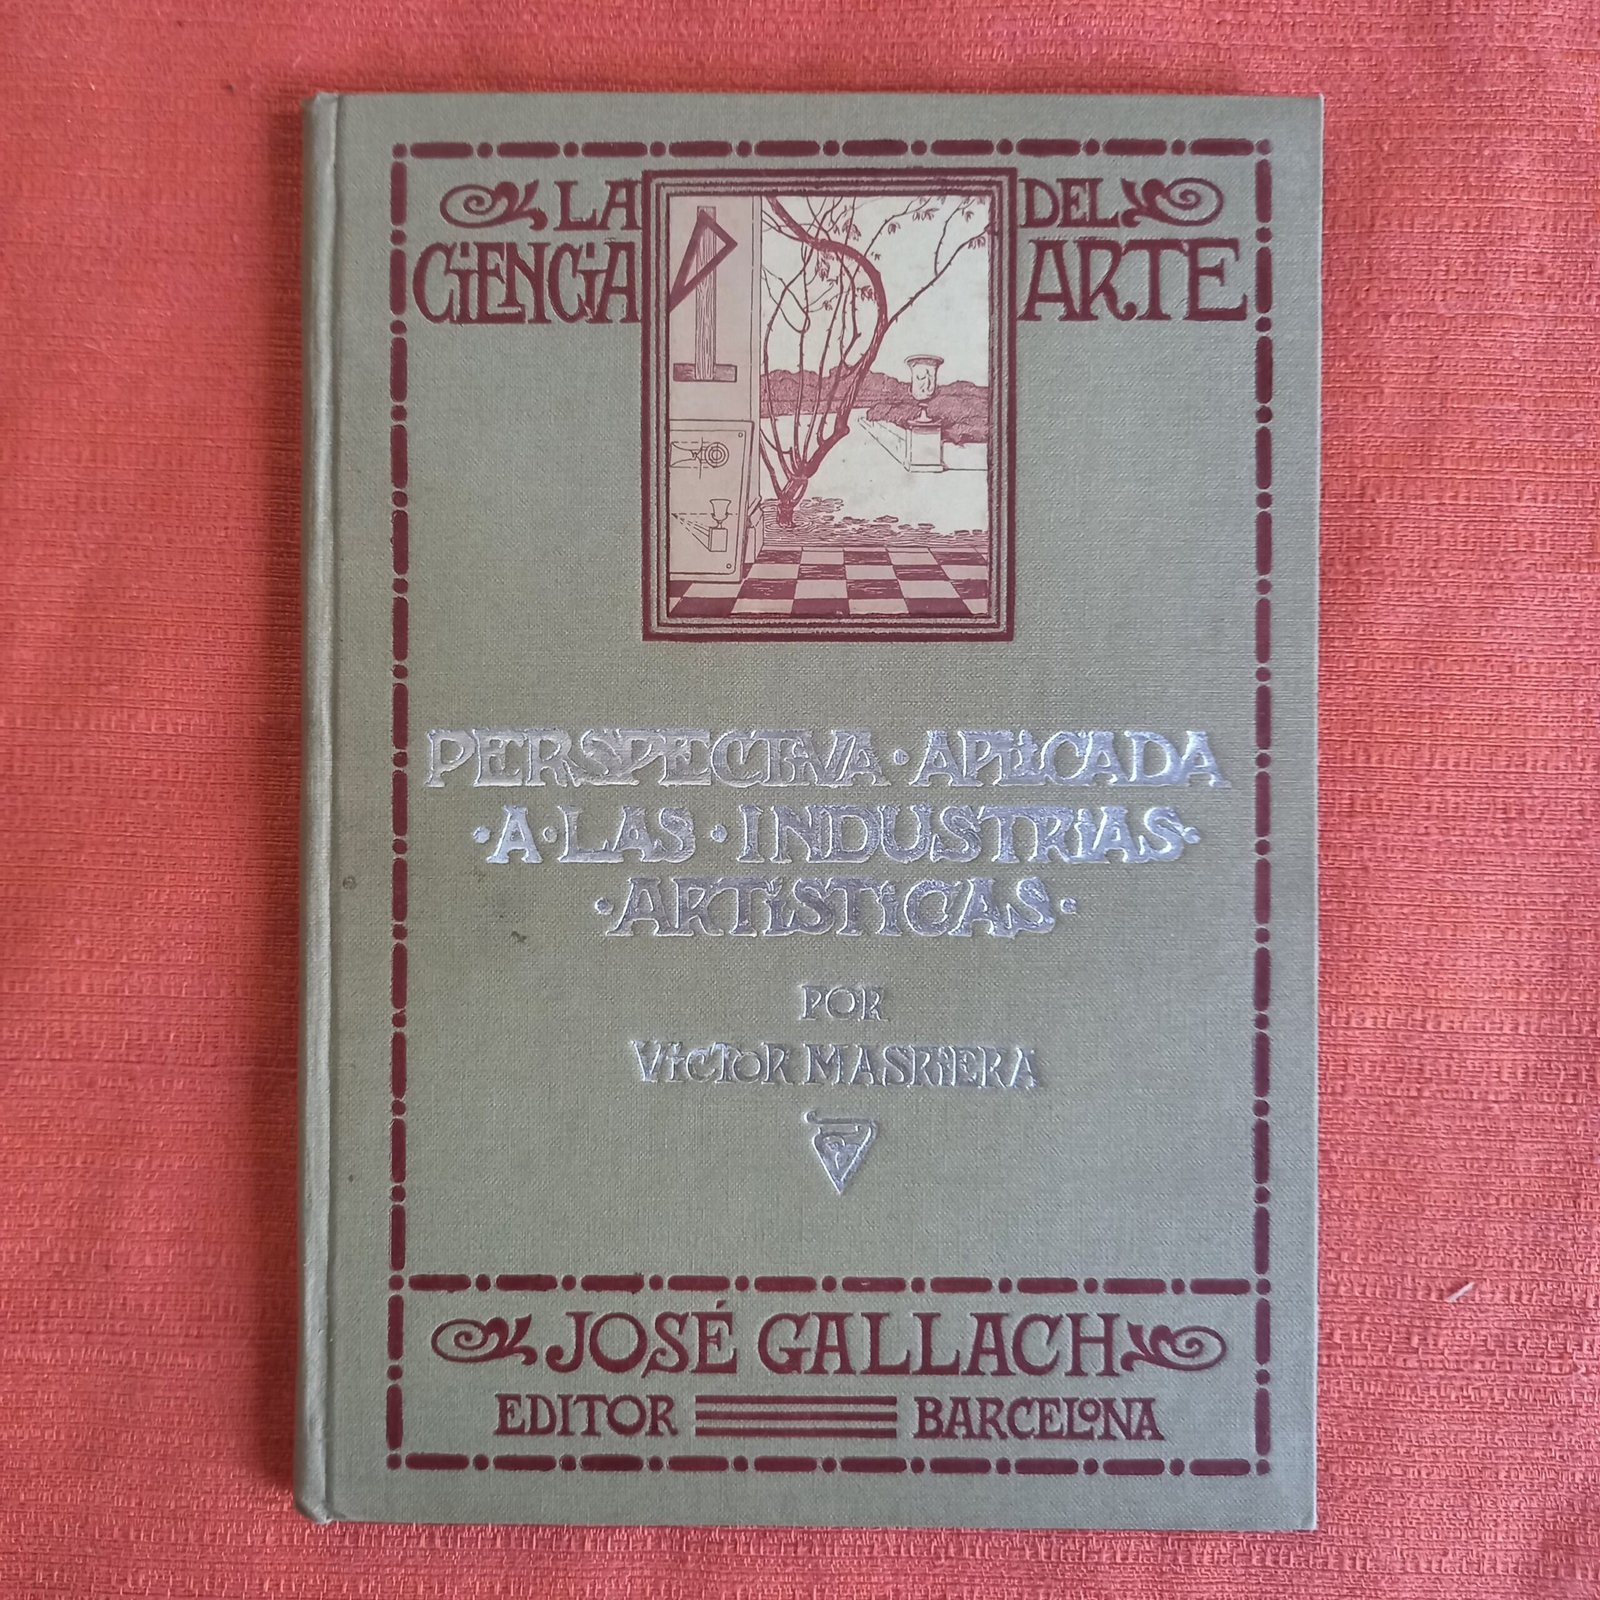 LA DEL
CIENCIA ARTE
PERSPECTIVA · APLICADA
· A · LAS · INDUSTRIAS ·
· ARTÍSTICAS ·
POR
VÍCTOR MASRIERA
JOSÉ GALLACH
EDITOR BARCELONA